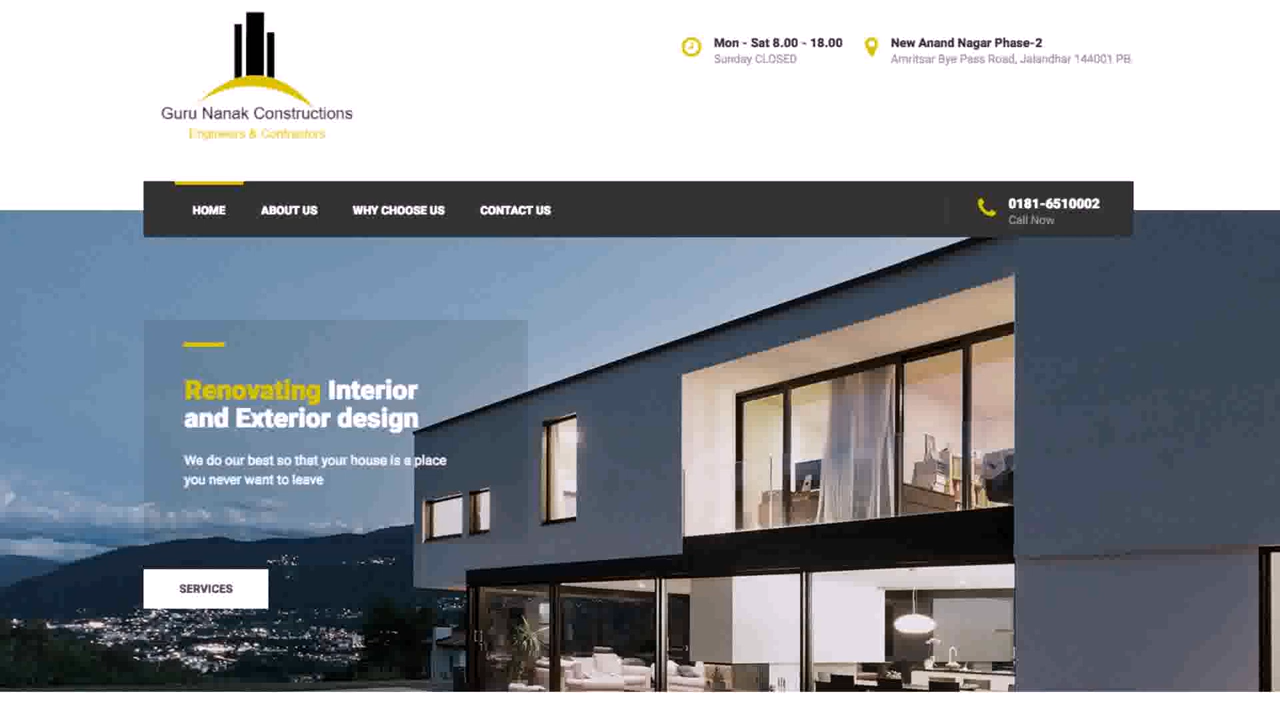 Guru Nanak Constructions
Engineers & Contractors
Mon - Sat 8.00 - 18.00
Sunday CLOSED
New Anand Nagar Phase-2
Amritsar Bye Pass Road, Jalandhar 144001 PB.
HOME
ABOUT US
WHY CHOOSE US
CONTACT US
0181-6510002
Call Now
Renovating Interior
and Exterior design
We do our best so that your house is a place
you never want to leave
SERVICES